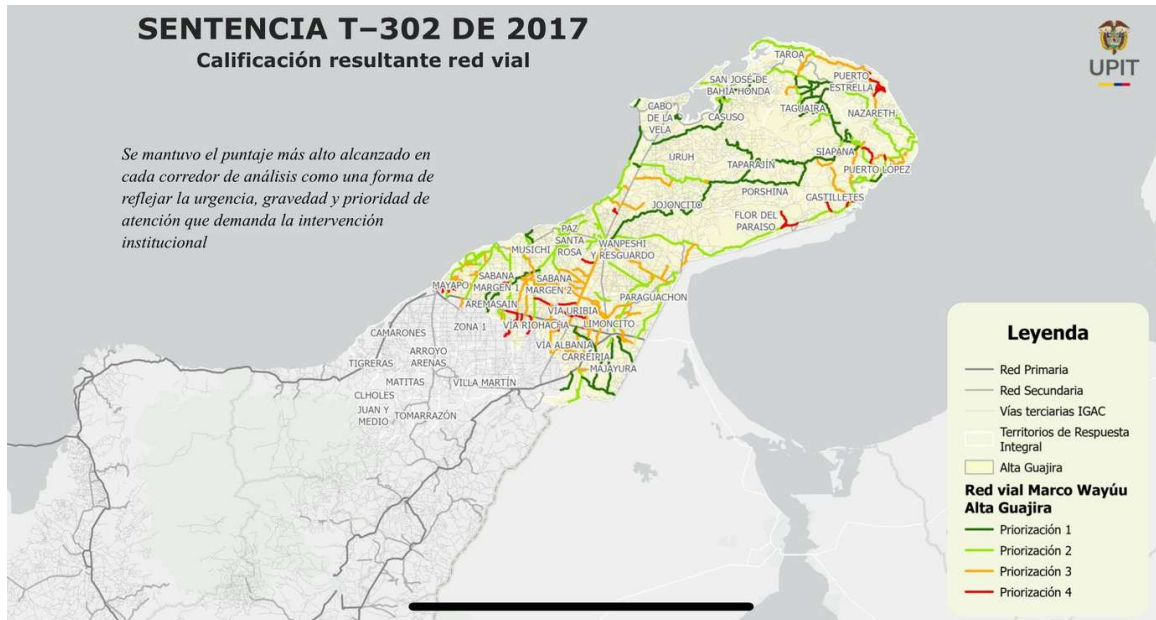 SENTENCIA T–302 DE 2017
Calificación resultante red vial
UPIT
Se mantuvo el puntaje más alto alcanzado en
cada corredor de análisis como una forma de
reflejar la urgencia, gravedad y prioridad de
atención que demanda la intervención
institucional
TAROA
PUERTO
ESTRELLA
SAN JOSÉ DE
BAHÍA HONDA
CABO
DE LA
VELA
CASUSO
TAGUAIRA
NAZARETH
URUH
TAPARAJÍN
SIAPANA
PUERTO LÓPEZ
PORSHINA
CASTILLETES
JOJONCITO
FLOR DEL
PARAISO
PAZ
SANTA
ROSA
MUSICHI
WANPESHI
Y RESGUARDO
SABANA
MARGEN 1
SABANA
MARGEN 2
MAYAPO
AREMASAIN
PARAGUACHON
VÍA URIBIA
ZONA 1
VÍA RIOHACHA
LIMONCITO
CAMARONES
VÍA ALBANIA
CARREIPIA
ARROYO
ARENAS
TIGRERAS
MAJAYURA
MATITAS
VILLA MARTÍN
CLHOLES
JUAN Y
MEDIO
TOMARRAZÓN
Leyenda
Red Primaria
Red Secundaria
Vías terciarias IGAC
Territorios de Respuesta
Integral
Alta Guajira
Red vial Marco Wayúu
Alta Guajira
Priorización 1
Priorización 2
Priorización 3
Priorización 4